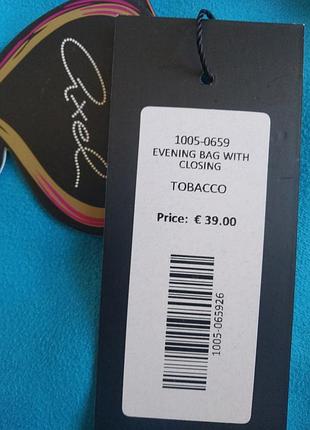 Axel
1005-0659
EVENING BAG WITH
CLOSING
TOBACCO
Price: € 39.00
1005-065926